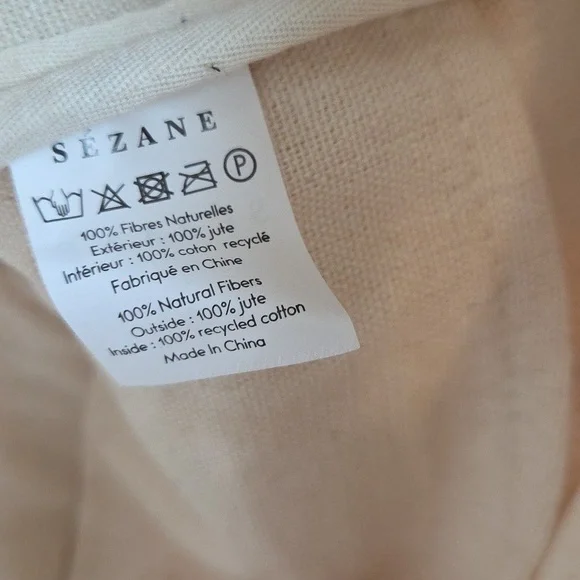 SÉZANE
P
100% Fibres Naturelles
Extérieur : 100% jute
Intérieur : 100% coton recyclé
Fabriqué en Chine
100% Natural Fibers
Outside : 100% jute
Inside : 100% recycled cotton
Made In China